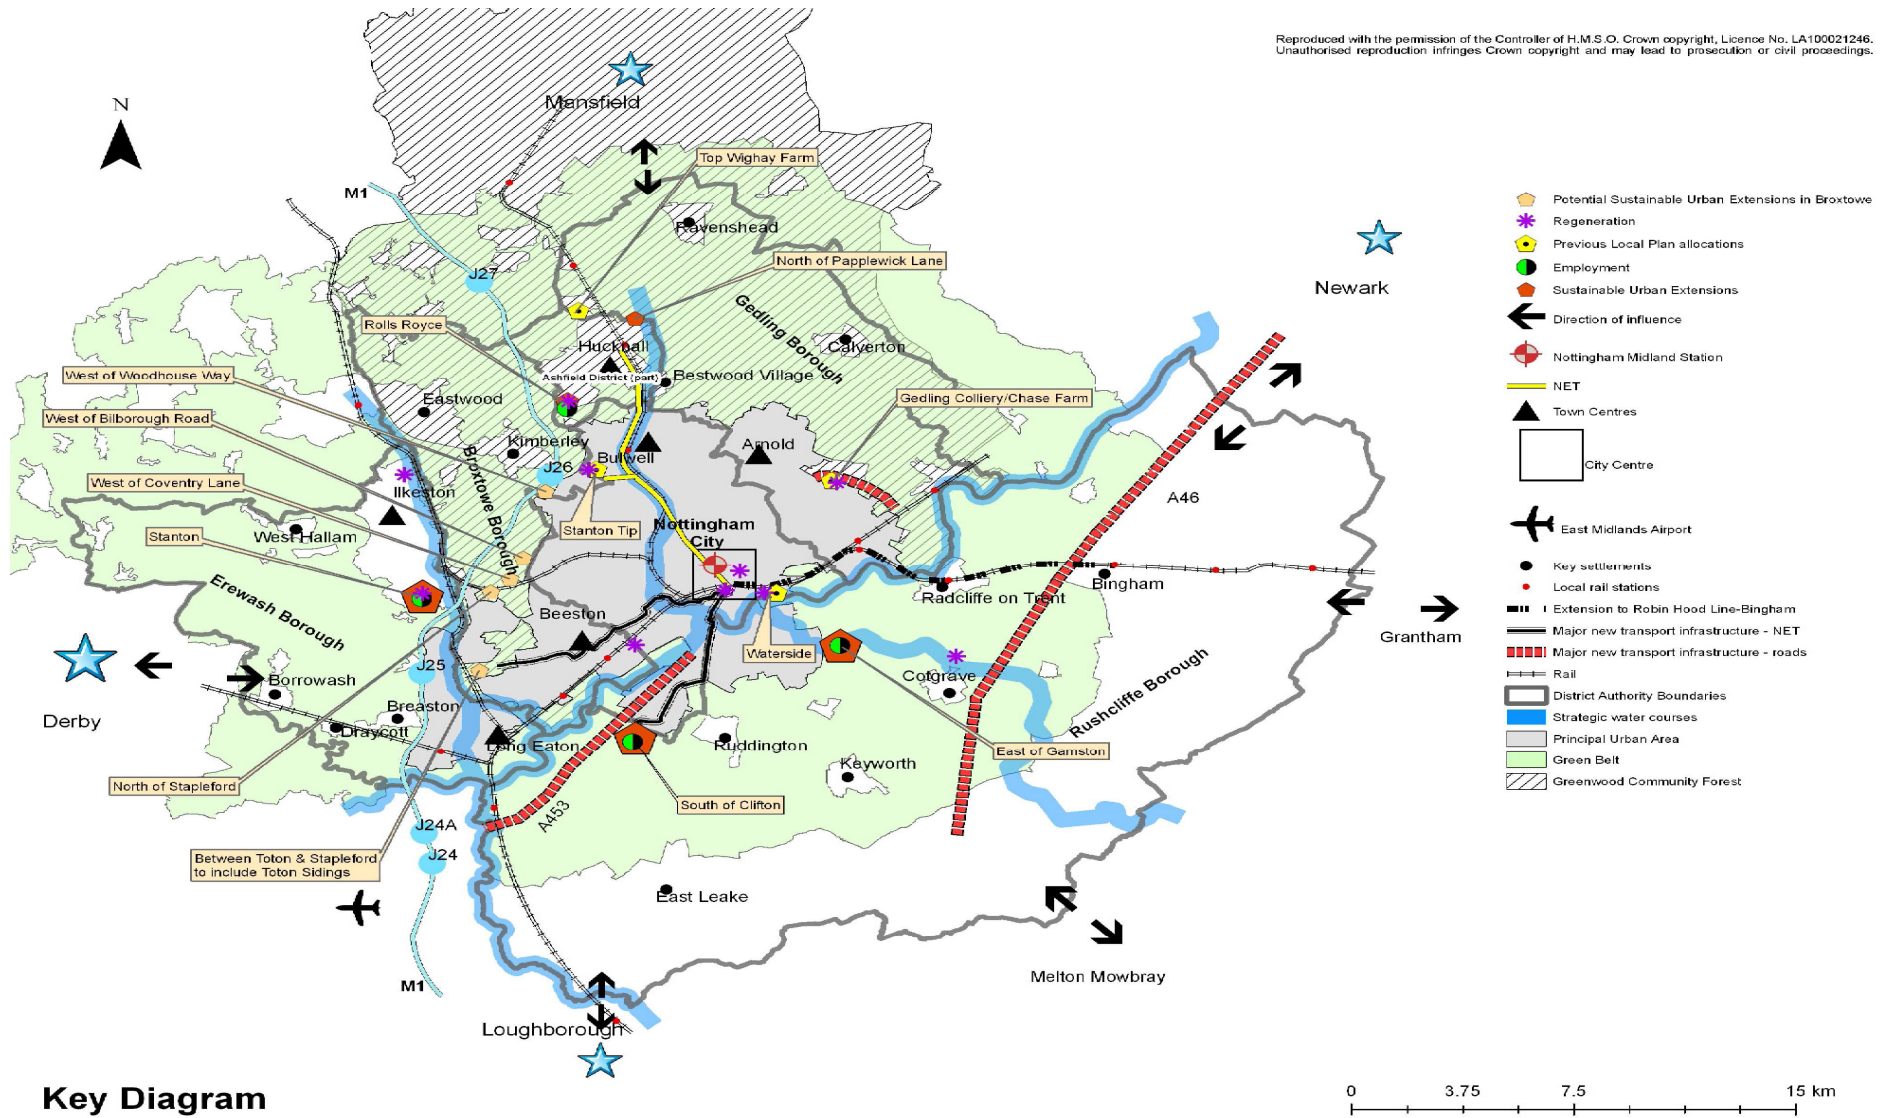 Reproduced with the permission of the Controller of H.M.S.O. Crown copyright, Licence No. LA100021246.
Unauthorised reproduction infringes Crown copyright and may lead to prosecution or civil proceedings.
N
Mansfield
Top Wighay Farm
M1
Ravenshead
North of Papplewick Lane
J27
Newark
Gedling Borough
Rolls Royce
Hucknall
Calverton
Ashfield District (part)
Bestwood Village
West of Woodhouse Way
Eastwood
Gedling Colliery/Chase Farm
West of Bilborough Road
Kimberley
Arnold
Bulwell
J26
Broxtowe Borough
West of Coventry Lane
Ilkeston
A46
Stanton Tip
Nottingham
City
Stanton
West Hallam
Bingham
Radcliffe on Trent
Erewash Borough
Beeston
Grantham
Waterside
J25
Borrowash
Cotgrave
Rushcliffe Borough
Derby
Breaston
Draycott
Long Eaton
Ruddington
East of Gamston
Keyworth
North of Stapleford
South of Clifton
A453
J24A
J24
Between Toton & Stapleford
to include Toton Sidings
East Leake
Melton Mowbray
M1
Loughborough
Potential Sustainable Urban Extensions in Broxtowe
Regeneration
Previous Local Plan allocations
Employment
Sustainable Urban Extensions
Direction of influence
Nottingham Midland Station
NET
Town Centres
City Centre
East Midlands Airport
Key settlements
Local rail stations
Extension to Robin Hood Line-Bingham
Major new transport infrastructure - NET
Major new transport infrastructure - roads
Rail
District Authority Boundaries
Strategic water courses
Principal Urban Area
Green Belt
Greenwood Community Forest
Key Diagram
0 3.75 7.5 15 km